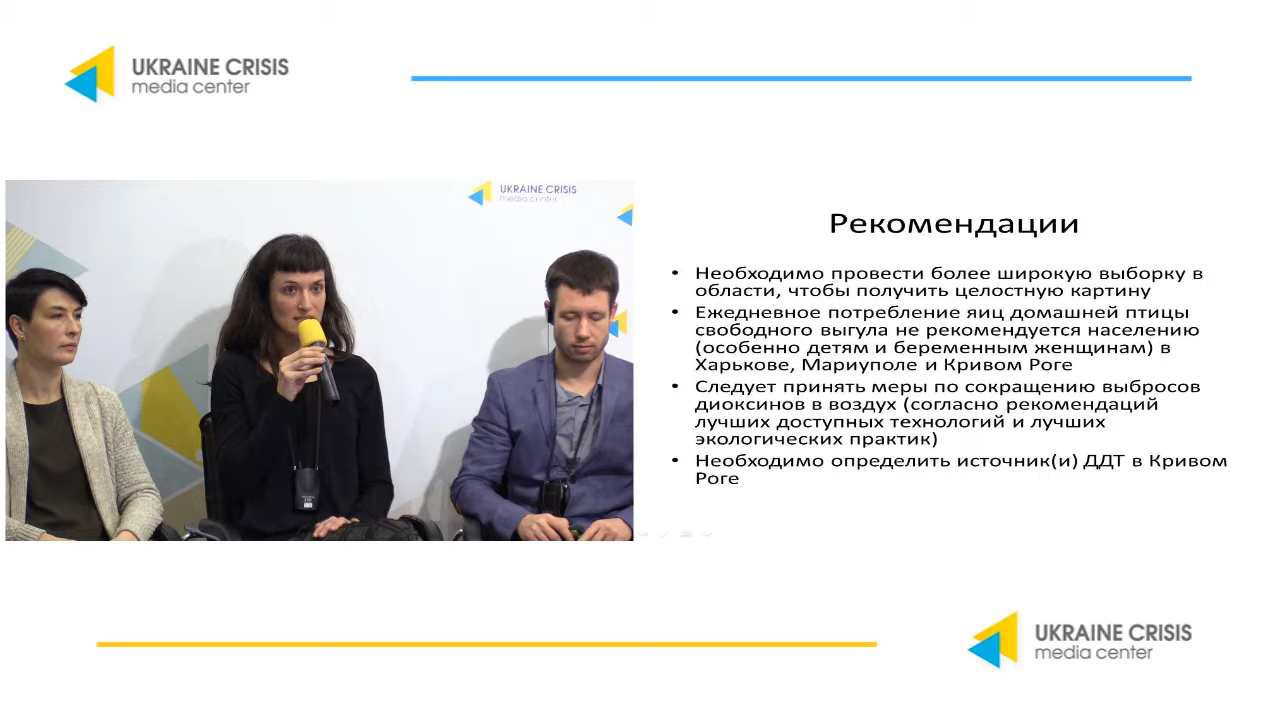 UKRAINE CRISIS
media center
UKRAINE CRISIS
media center
Рекомендации
• Необходимо провести более широкую выборку в
области, чтобы получить целостную картину
• Ежедневное потребление яиц домашней птицы
свободного выгула не рекомендуется населению
(особенно детям и беременным женщинам) в
Харькове, Мариуполе и Кривом Роге
• Следует принять меры по сокращению выбросов
диоксинов в воздух (согласно рекомендаций
лучших доступных технологий и лучших
экологических практик)
• Необходимо определить источник(и) ДДТ в Кривом
Роге
UKRAINE CRISIS
media center